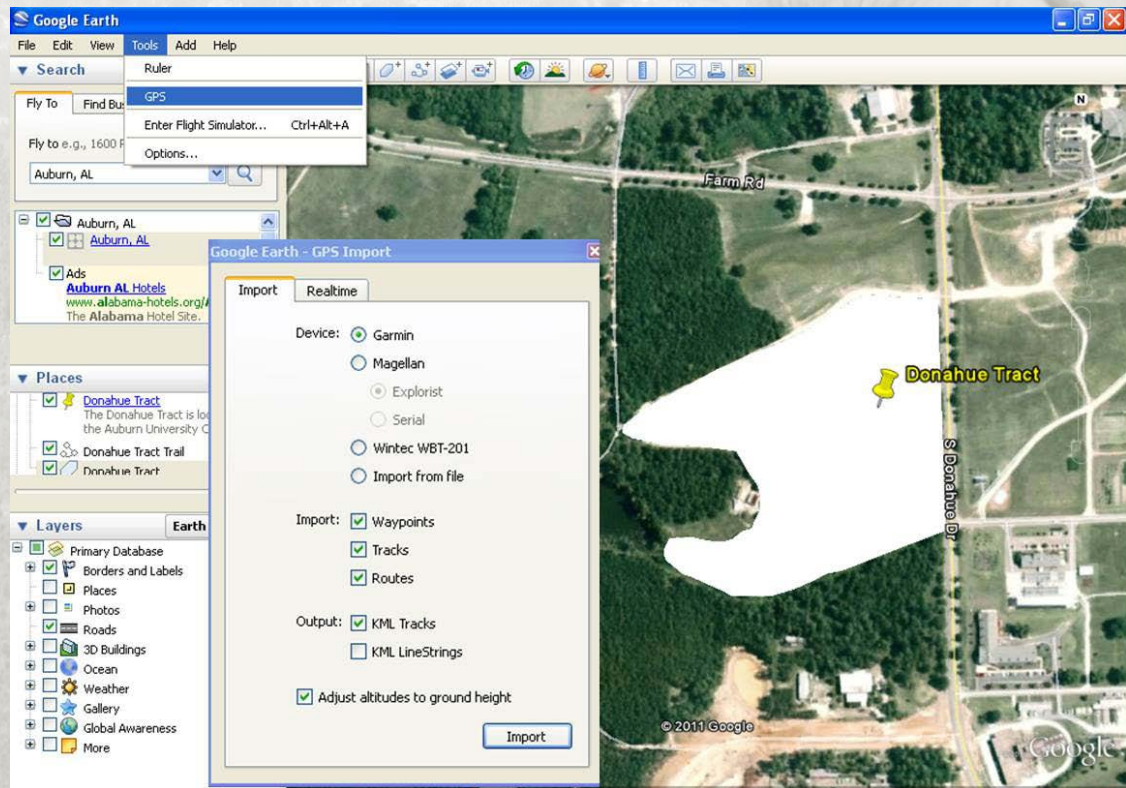 Google Earth
File Edit View Tools Add Help
Search
Ruler
GPS
Enter Flight Simulator... Ctrl+Alt+A
Options...
Fly To Find Bu
Fly to e.g., 1600
Auburn, AL
Auburn, AL
Auburn, AL
Ads
Auburn AL Hotels
www.alabama-hotels.org/
The Alabama Hotel Site.
Places
Donahue Tract
The Donahue Tract is lo
the Auburn University C
Donahue Tract Trail
Donahue Tract
Layers Earth
Primary Database
Borders and Labels
Places
Photos
Roads
3D Buildings
Ocean
Weather
Gallery
Global Awareness
More
Google Earth - GPS Import
Import Realtime
Device: Garmin
Magellan
Explorist
Serial
Wintec WBT-201
Import from file
Import: Waypoints
Tracks
Routes
Output: KML Tracks
KML LineStrings
Adjust altitudes to ground height
Import
N
Farm Rd
Donahue Tract
S Donahue Dr
© 2011 Google
Google